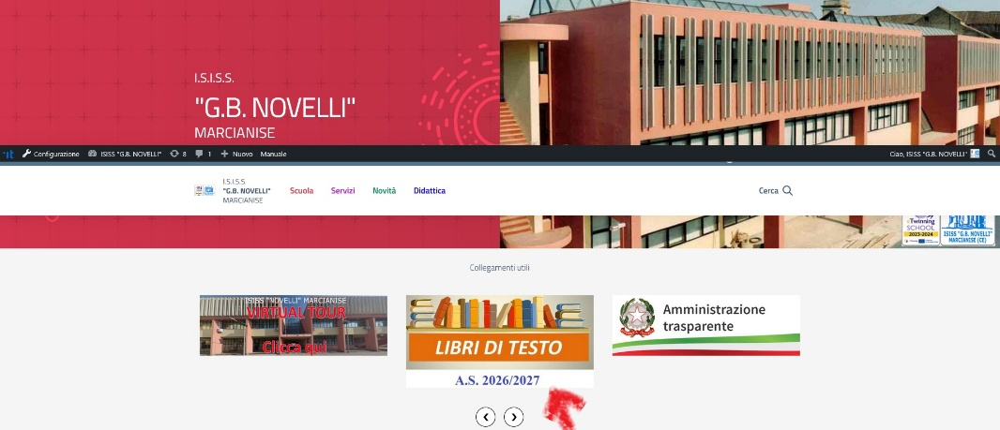 I.S.I.S.S.
"G.B. NOVELLI"
MARCIANISE
Configurazione
ISISS "G.B. NOVELLI"
8
1
Nuovo
Manuale
Ciao, ISISS "G.B. NOVELLI"
I.S.I.S.S.
"G.B. NOVELLI"
MARCIANISE
Scuola
Servizi
Novità
Didattica
Cerca
eTwinning
SCHOOL
2023-2024
ISISS "G.B. NOVELLI"
MARCIANISE (CE)
Collegamenti utili
ISISS "NOVELLI" MARCIANISE
VIRTUAL TOUR
Clicca qui
LIBRI DI TESTO
A.S. 2026/2027
Amministrazione
trasparente